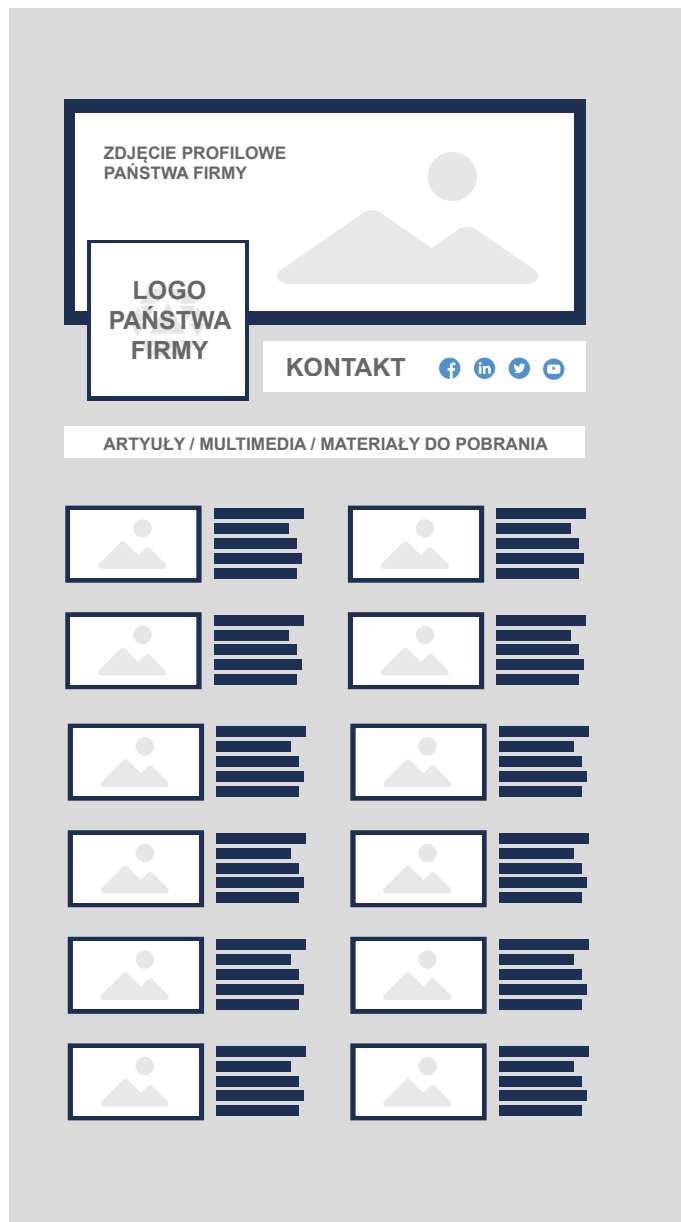 ZDJĘCIE PROFILOWE
PAŃSTWA FIRMY
LOGO
PAŃSTWA
FIRMY
KONTAKT
ARTYUŁY / MULTIMEDIA / MATERIAŁY DO POBRANIA